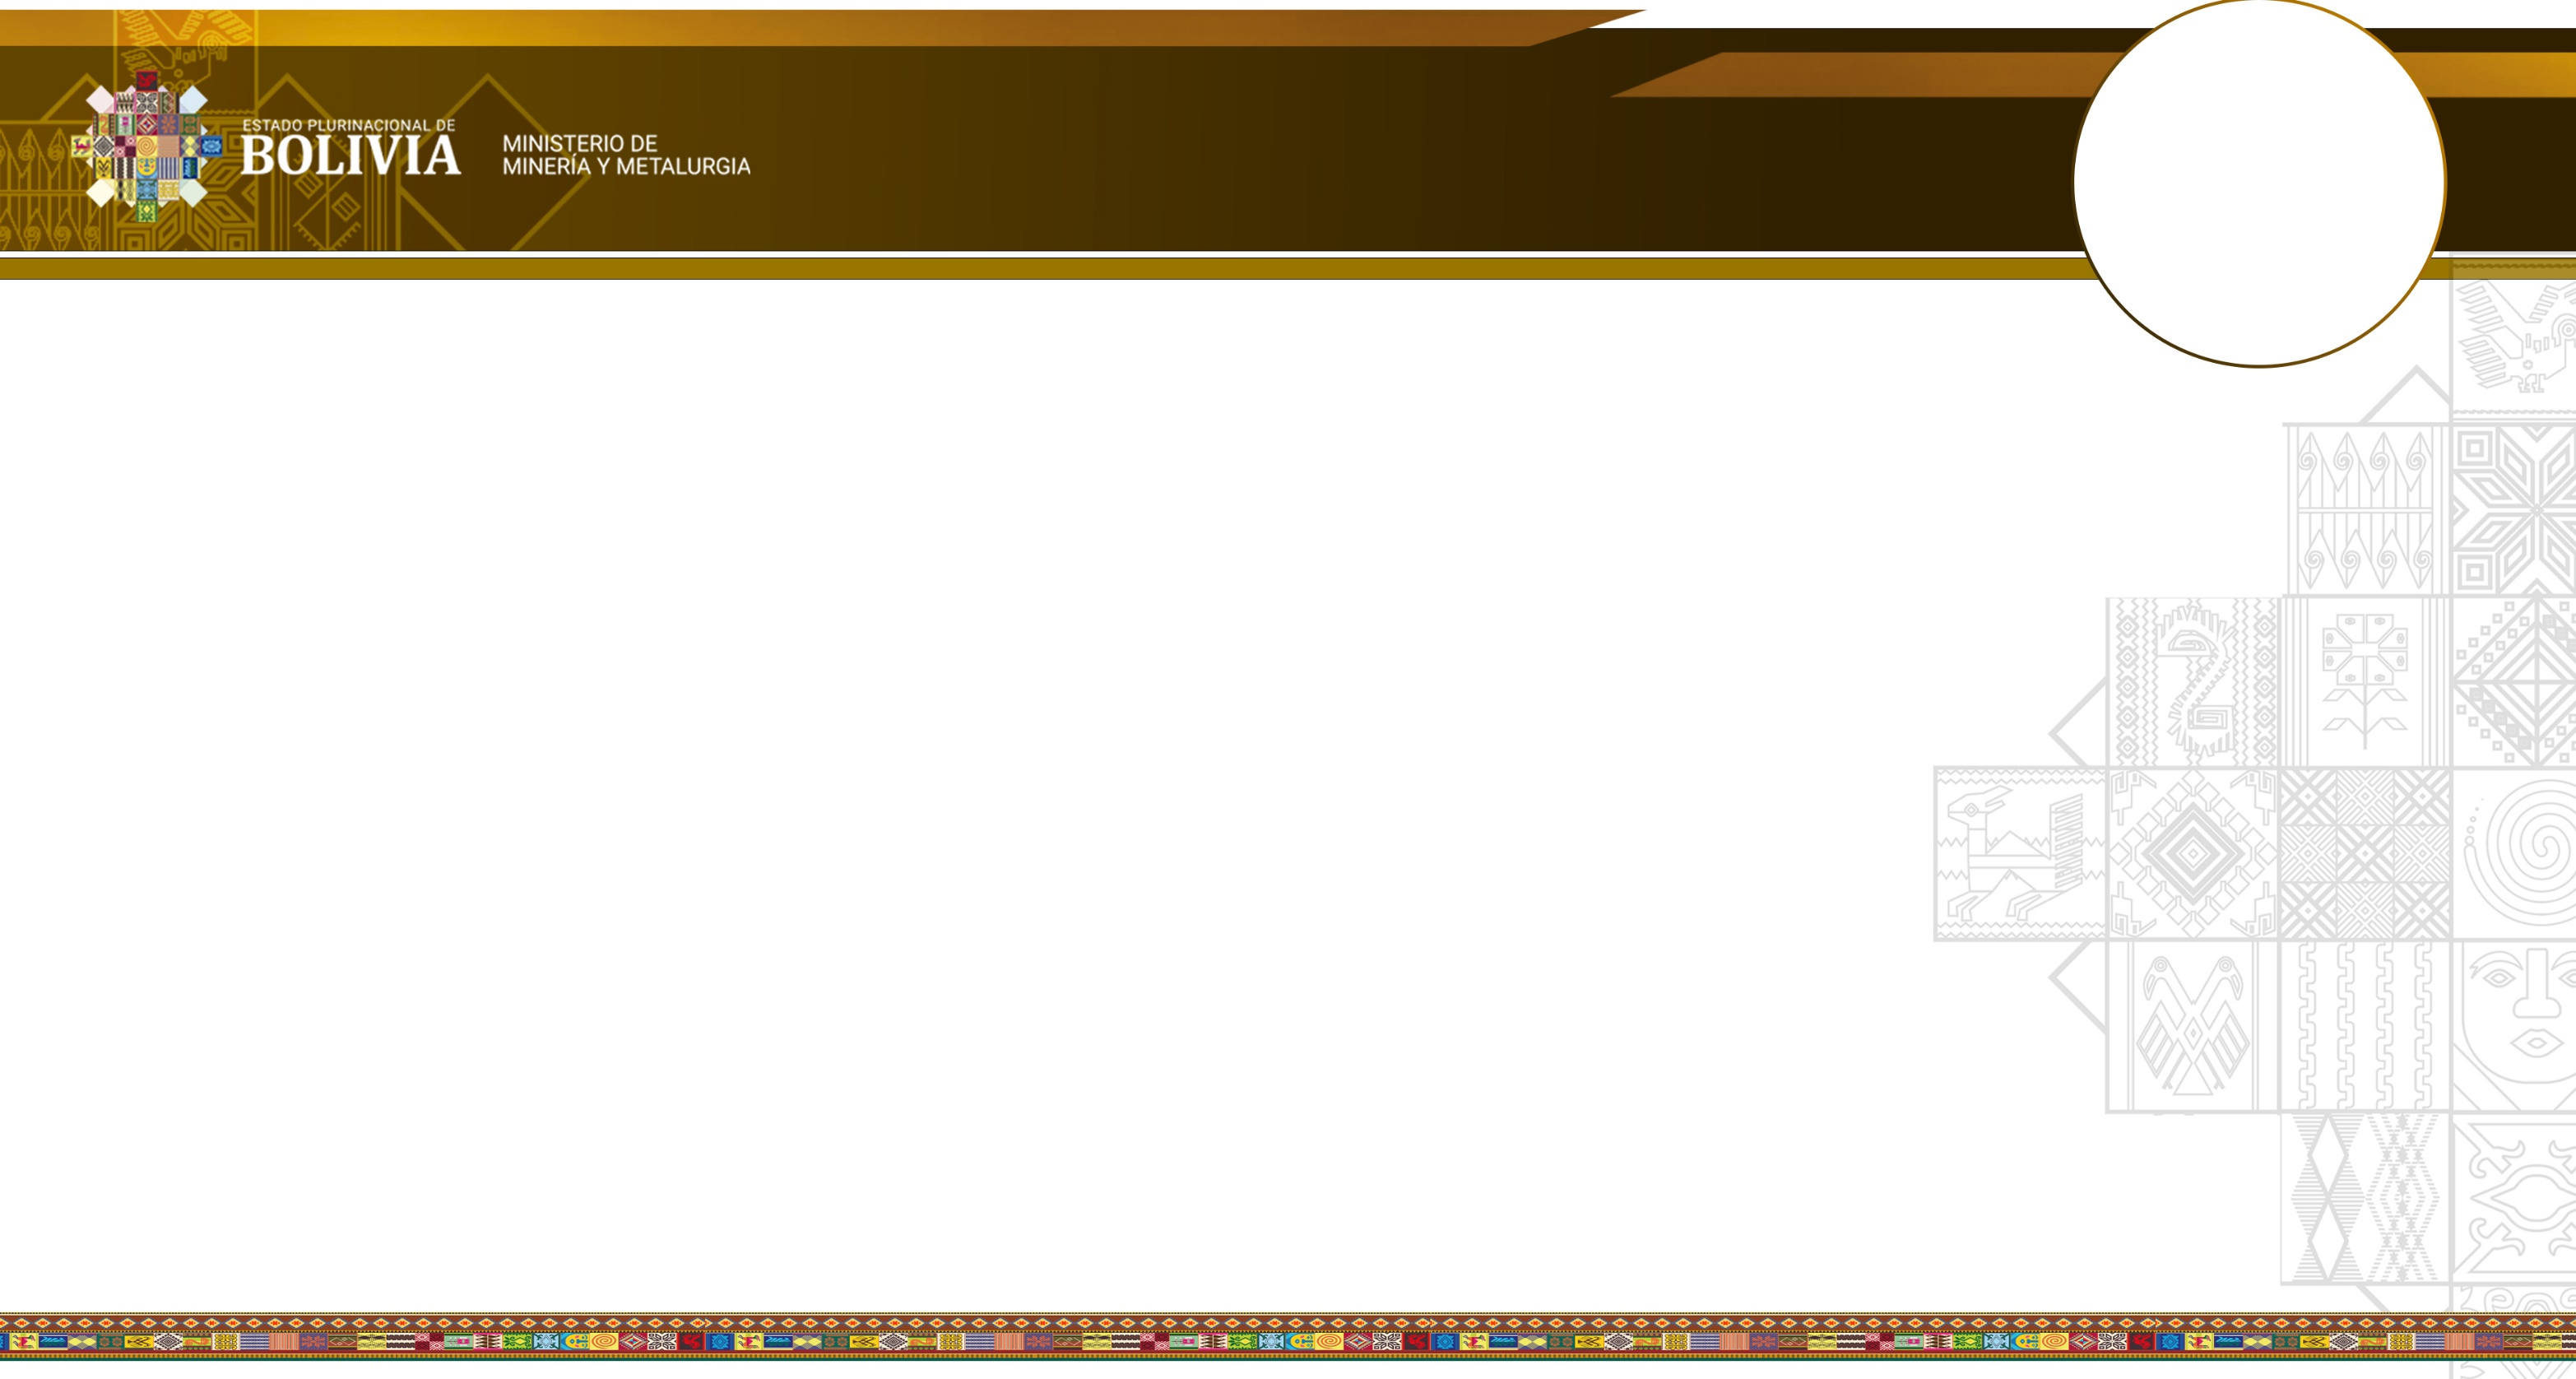 ESTADO PLURINACIONAL DE
BOLIVIA
MINISTERIO DE
MINERÍA Y METALURGIA